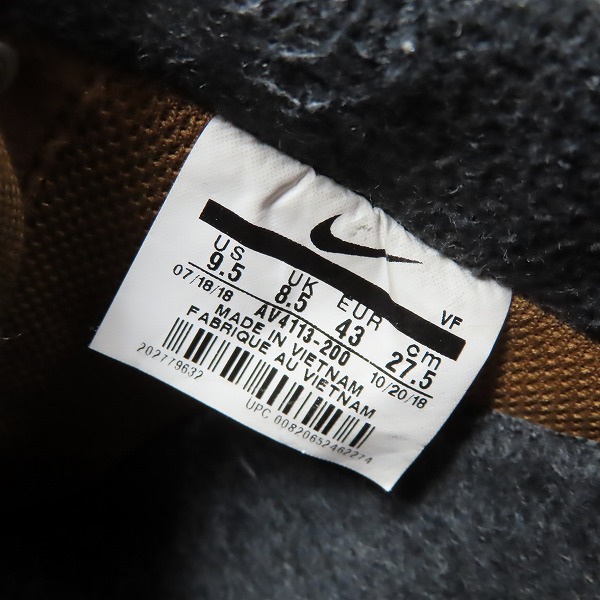 US UK EUR cm VF
9.5 8.5 43 27.5
07/18/18 AV4113-200 10/20/18
MADE IN VIETNAM
FABRIQUE AU VIETNAM
202779632
UPC 00820652462274